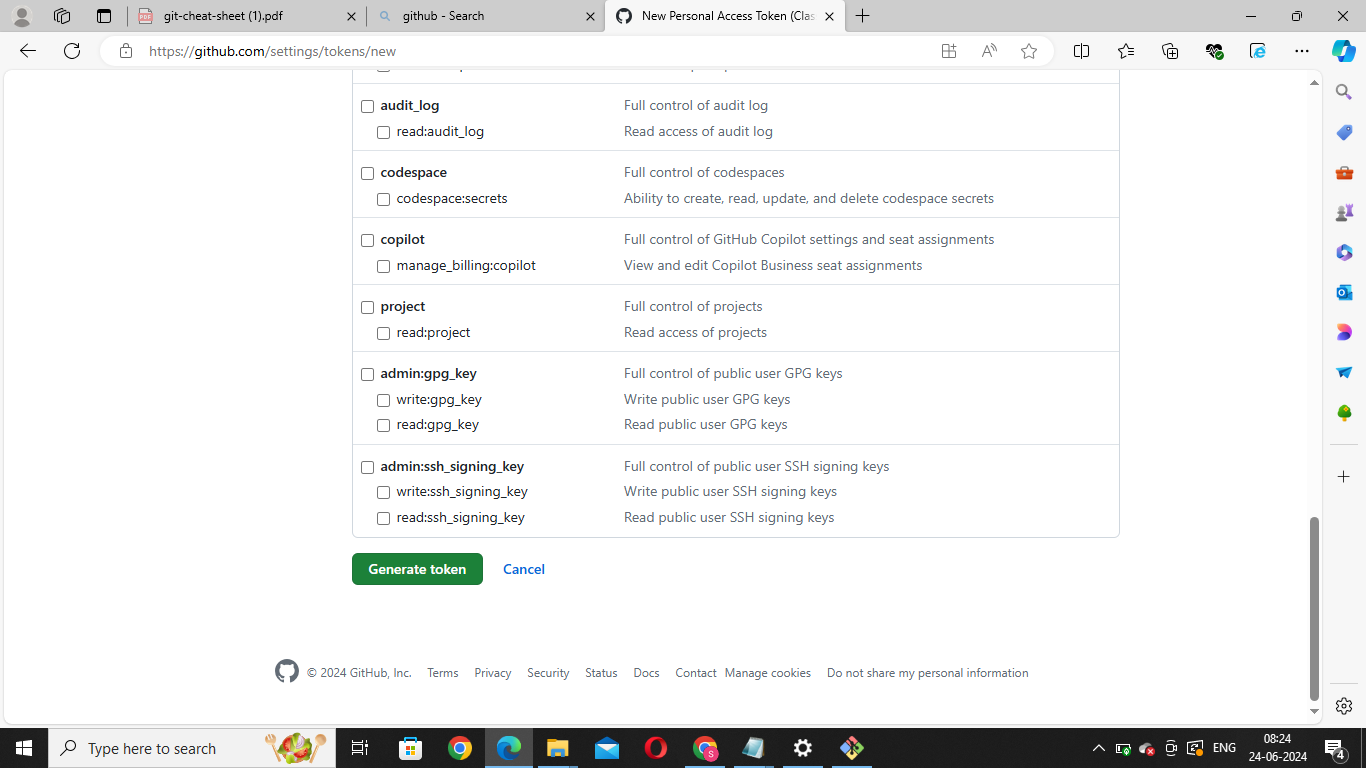 git-cheat-sheet (1).pdf
github - Search
New Personal Access Token (Clas
https://github.com/settings/tokens/new
audit_log Full control of audit log
read:audit_log Read access of audit log
codespace Full control of codespaces
codespace:secrets Ability to create, read, update, and delete codespace secrets
copilot Full control of GitHub Copilot settings and seat assignments
manage_billing:copilot View and edit Copilot Business seat assignments
project Full control of projects
read:project Read access of projects
admin:gpg_key Full control of public user GPG keys
write:gpg_key Write public user GPG keys
read:gpg_key Read public user GPG keys
admin:ssh_signing_key Full control of public user SSH signing keys
write:ssh_signing_key Write public user SSH signing keys
read:ssh_signing_key Read public user SSH signing keys
Generate token Cancel
© 2024 GitHub, Inc. Terms Privacy Security Status Docs Contact Manage cookies Do not share my personal information
Type here to search
ENG
08:24
24-06-2024
4